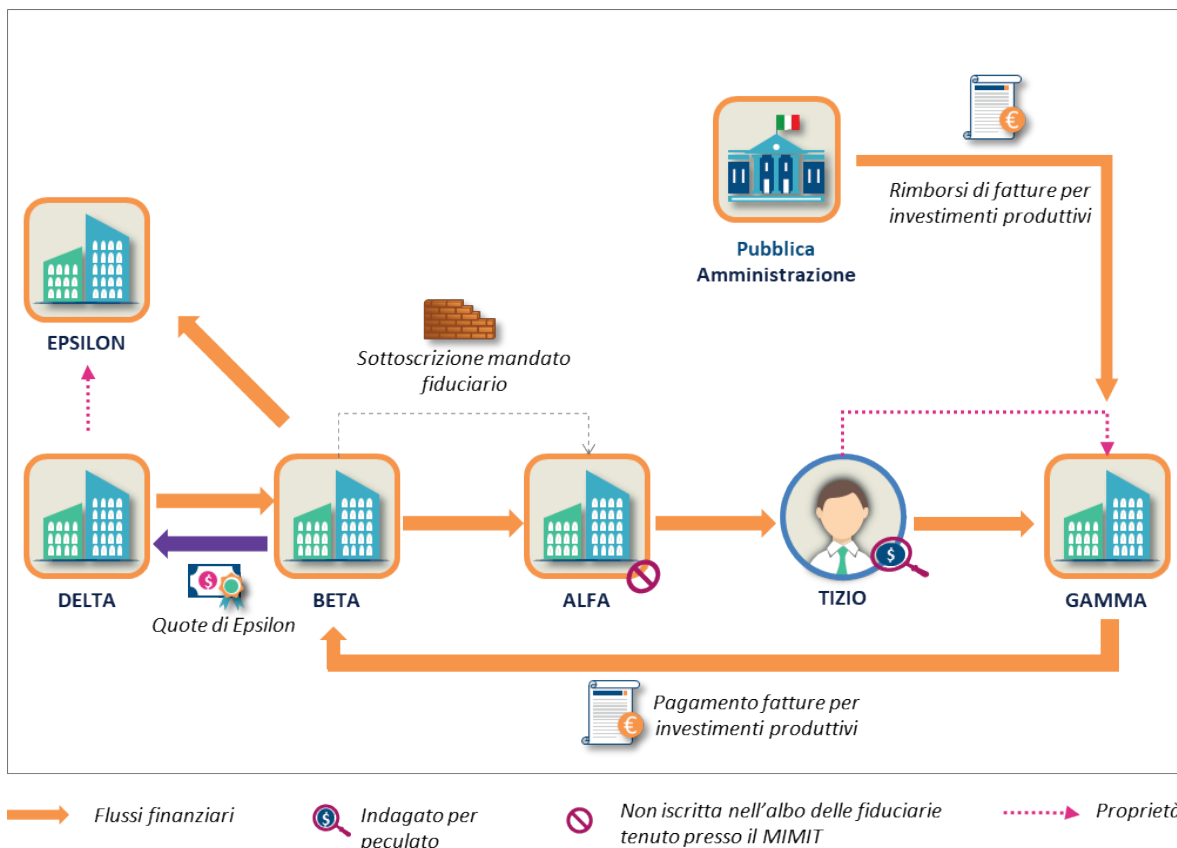 Rimborsi di fatture per
investimenti produttivi
Pubblica
Amministrazione
EPSILON
Sottoscrizione mandato
fiduciario
DELTA
BETA
ALFA
TIZIO
GAMMA
Quote di Epsilon
Pagamento fatture per
investimenti produttivi
Flussi finanziari
Indagato per
peculato
Non iscritta nell'albo delle fiduciarie
tenuto presso il MIMIT
Proprietà